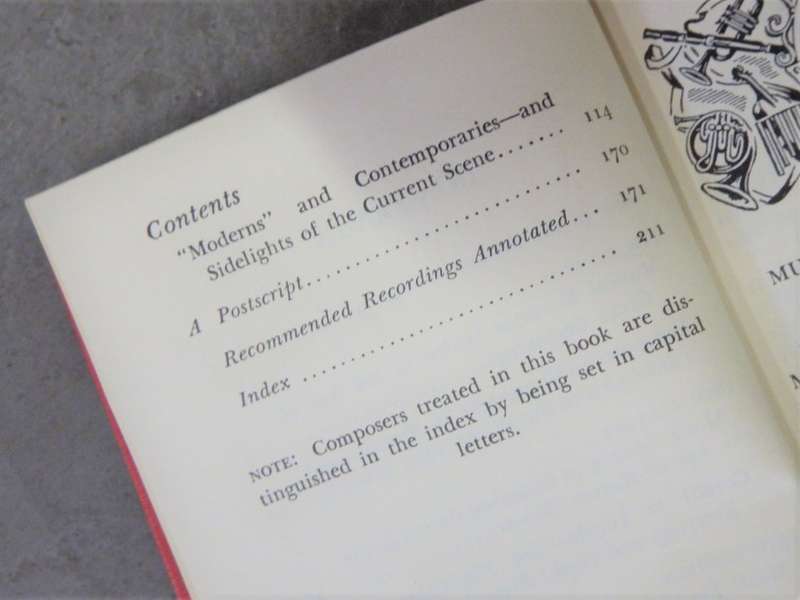 Contents
"Moderns" and Contemporaries—and
Sidelights of the Current Scene....... 114
A Postscript.............................. 170
Recommended Recordings Annotated... 171
Index .................................. 211
NOTE: Composers treated in this book are dis-
tinguished in the index by being set in capital
letters.
MU